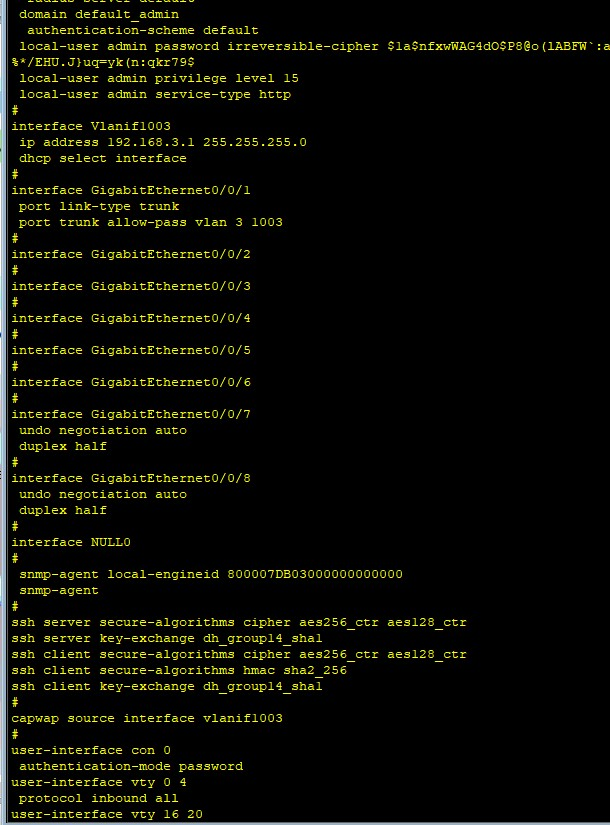 radius-server default
 domain default_admin
  authentication-scheme default
 local-user admin password irreversible-cipher $1a$nfxwWAG4dO$P8@o(lABFW`:a
%*/EHU.J}uq=yk(n:qkr79$
 local-user admin privilege level 15
 local-user admin service-type http
#
interface Vlanif1003
 ip address 192.168.3.1 255.255.255.0
 dhcp select interface
#
interface GigabitEthernet0/0/1
 port link-type trunk
 port trunk allow-pass vlan 3 1003
#
interface GigabitEthernet0/0/2
#
interface GigabitEthernet0/0/3
#
interface GigabitEthernet0/0/4
#
interface GigabitEthernet0/0/5
#
interface GigabitEthernet0/0/6
#
interface GigabitEthernet0/0/7
 undo negotiation auto
 duplex half
#
interface GigabitEthernet0/0/8
 undo negotiation auto
 duplex half
#
interface NULL0
#
 snmp-agent local-engineid 800007DB03000000000000
 snmp-agent
#
ssh server secure-algorithms cipher aes256_ctr aes128_ctr
ssh server key-exchange dh_group14_sha1
ssh client secure-algorithms cipher aes256_ctr aes128_ctr
ssh client secure-algorithms hmac sha2_256
ssh client key-exchange dh_group14_sha1
#
capwap source interface vlanif1003
#
user-interface con 0
 authentication-mode password
user-interface vty 0 4
 protocol inbound all
user-interface vty 16 20